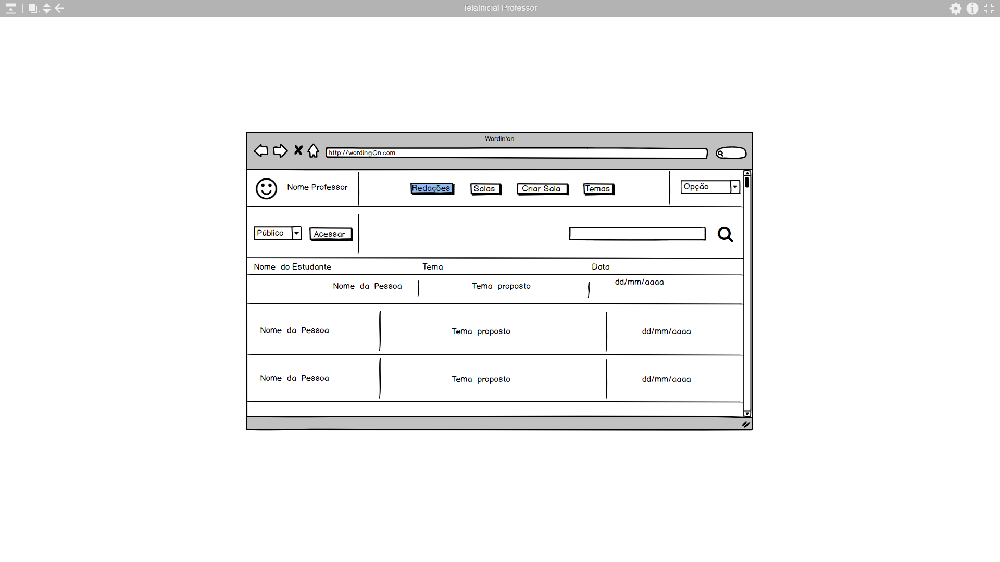 TelaInicial Professor
Wordin'on
http://wordingOn.com
Nome Professor
Redações
Salas
Criar Sala
Temas
Opção
Público
Acessar
Nome do Estudante Tema Data
Nome da Pessoa Tema proposto dd/mm/aaaa
Nome da Pessoa Tema proposto dd/mm/aaaa
Nome da Pessoa Tema proposto dd/mm/aaaa